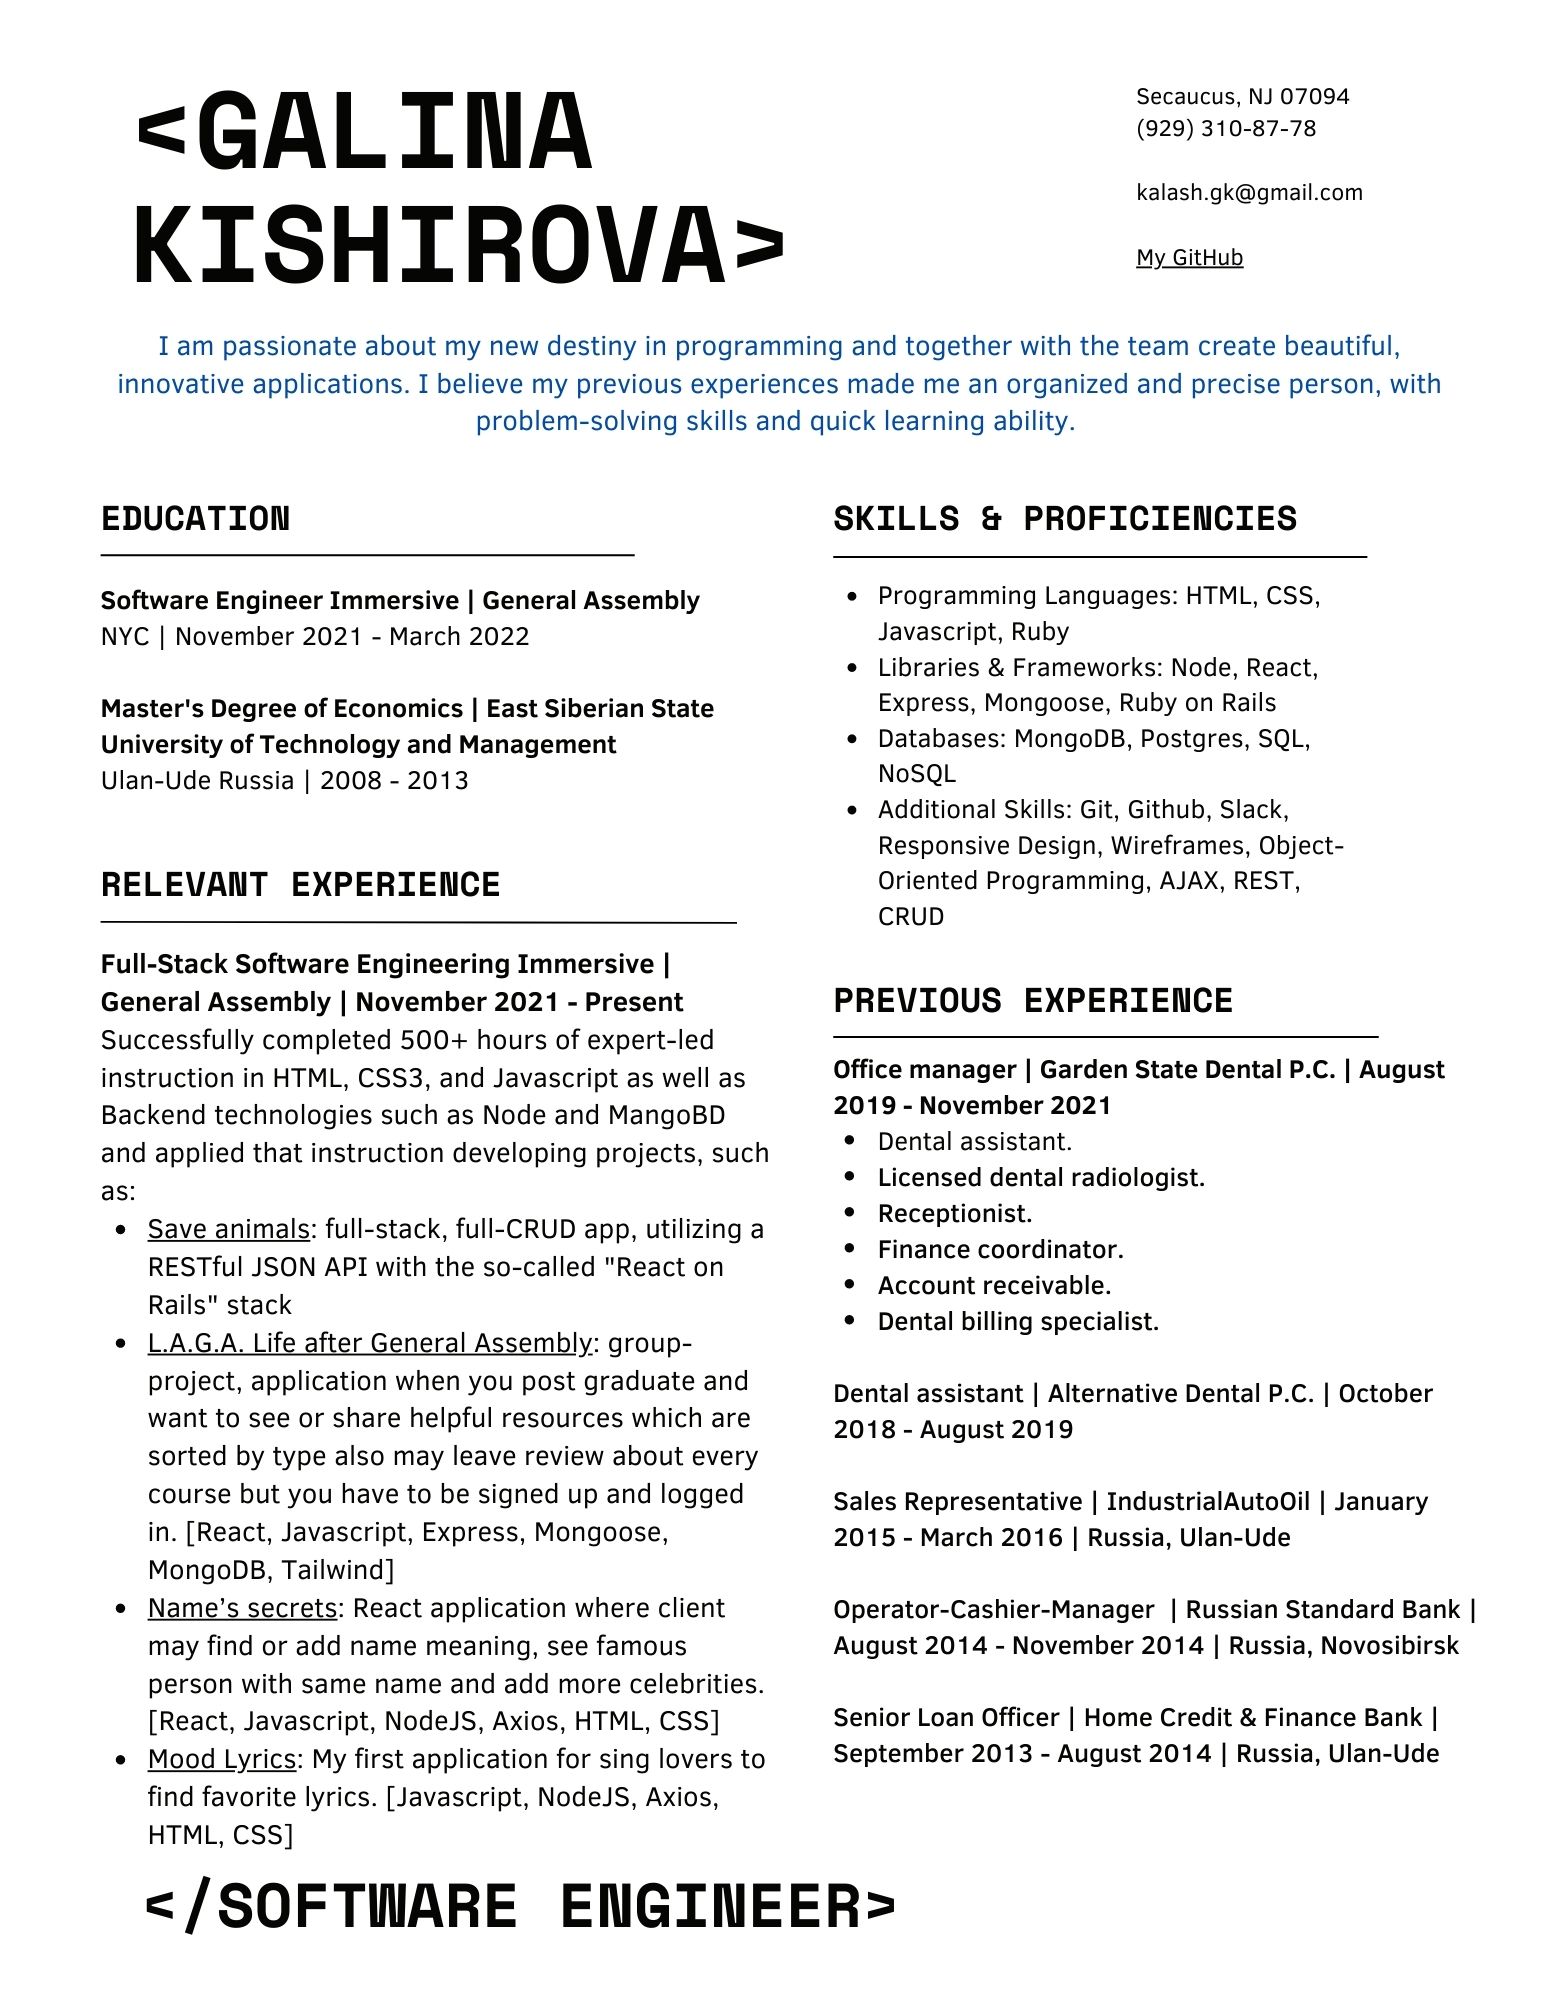 <GALINA
KISHIROVA>
Secaucus, NJ 07094
(929) 310-87-78
kalash.gk@gmail.com
My GitHub
I am passionate about my new destiny in programming and together with the team create beautiful,
innovative applications. I believe my previous experiences made me an organized and precise person, with
problem-solving skills and quick learning ability.
EDUCATION
Software Engineer Immersive | General Assembly
NYC | November 2021 - March 2022
Master's Degree of Economics | East Siberian State
University of Technology and Management
Ulan-Ude Russia | 2008 - 2013
RELEVANT EXPERIENCE
Full-Stack Software Engineering Immersive |
General Assembly | November 2021 - Present
Successfully completed 500+ hours of expert-led
instruction in HTML, CSS3, and Javascript as well as
Backend technologies such as Node and MangoBD
and applied that instruction developing projects, such
as:
• Save animals: full-stack, full-CRUD app, utilizing a
RESTful JSON API with the so-called "React on
Rails" stack
• L.A.G.A. Life after General Assembly: group-
project, application when you post graduate and
want to see or share helpful resources which are
sorted by type also may leave review about every
course but you have to be signed up and logged
in. [React, Javascript, Express, Mongoose,
MongoDB, Tailwind]
• Name's secrets: React application where client
may find or add name meaning, see famous
person with same name and add more celebrities.
[React, Javascript, NodeJS, Axios, HTML, CSS]
• Mood Lyrics: My first application for sing lovers to
find favorite lyrics. [Javascript, NodeJS, Axios,
HTML, CSS]
SKILLS & PROFICIENCIES
• Programming Languages: HTML, CSS,
Javascript, Ruby
• Libraries & Frameworks: Node, React,
Express, Mongoose, Ruby on Rails
• Databases: MongoDB, Postgres, SQL,
NoSQL
• Additional Skills: Git, Github, Slack,
Responsive Design, Wireframes, Object-
Oriented Programming, AJAX, REST,
CRUD
PREVIOUS EXPERIENCE
Office manager | Garden State Dental P.C. | August
2019 - November 2021
• Dental assistant.
• Licensed dental radiologist.
• Receptionist.
• Finance coordinator.
• Account receivable.
• Dental billing specialist.
Dental assistant | Alternative Dental P.C. | October
2018 - August 2019
Sales Representative | IndustrialAutoOil | January
2015 - March 2016 | Russia, Ulan-Ude
Operator-Cashier-Manager | Russian Standard Bank |
August 2014 - November 2014 | Russia, Novosibirsk
Senior Loan Officer | Home Credit & Finance Bank |
September 2013 - August 2014 | Russia, Ulan-Ude
</SOFTWARE ENGINEER>